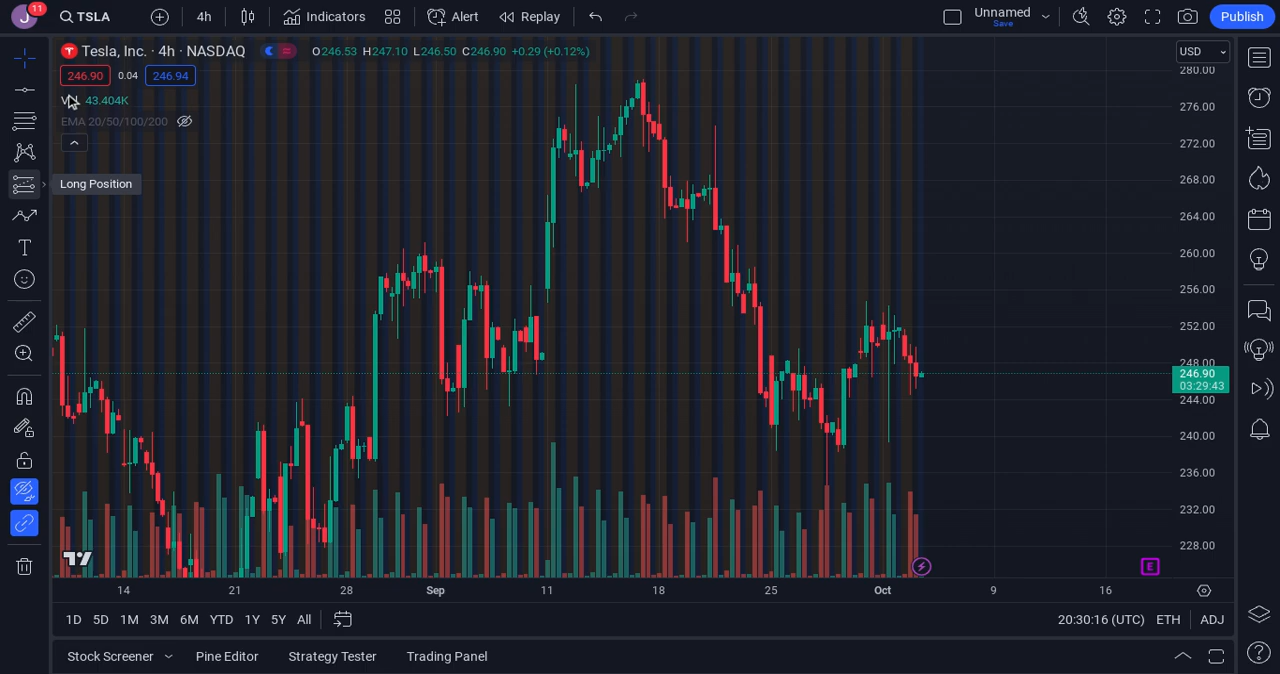 J 11 TSLA 4h Indicators Alert Replay Unnamed Save Publish
Tesla, Inc. · 4h · NASDAQ O246.53 H247.10 L246.50 C246.90 +0.29 (+0.12%) USD
246.90 0.04 246.94
43.404K
EMA 20/50/100/200
Long Position
280.00
276.00
272.00
268.00
264.00
260.00
256.00
252.00
248.00
246.90
03:29:43
244.00
240.00
236.00
232.00
228.00
E
14 21 28 Sep 11 18 25 Oct 9 16
1D 5D 1M 3M 6M YTD 1Y 5Y All 20:30:16 (UTC) ETH ADJ
Stock Screener Pine Editor Strategy Tester Trading Panel